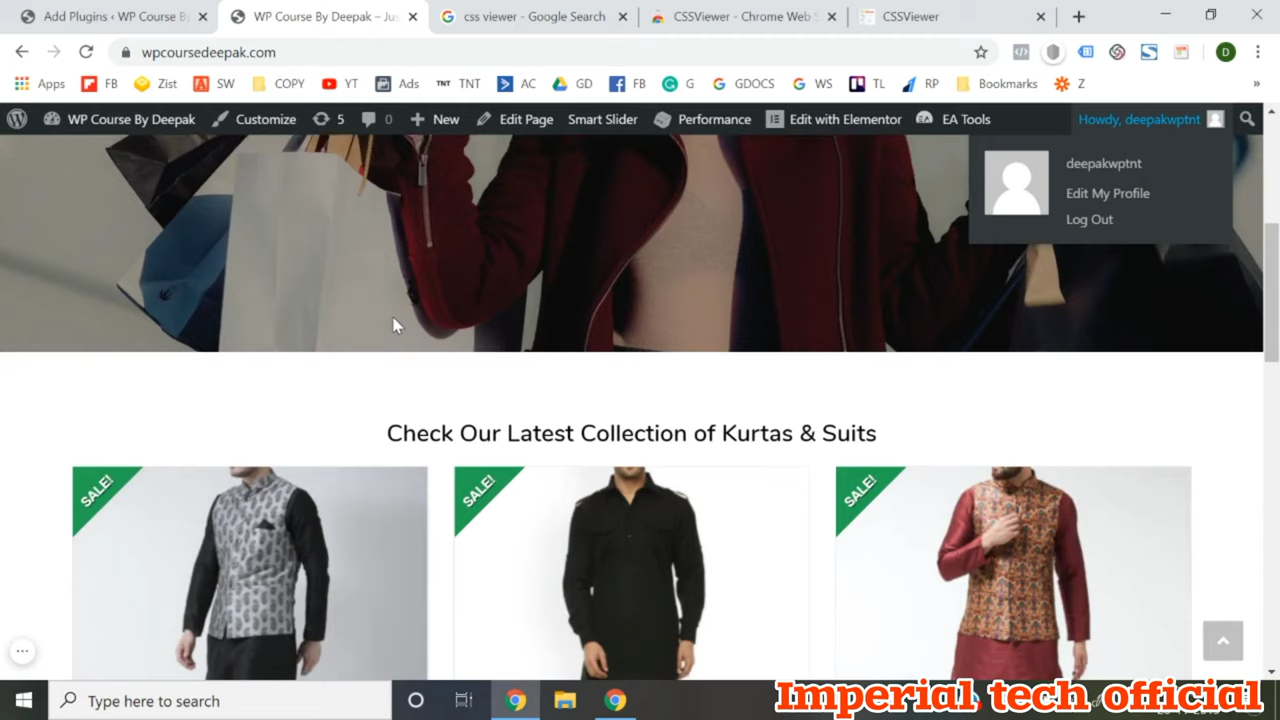 Add Plugins ‹ WP Course B
WP Course By Deepak – Jus
css viewer - Google Search
CSSViewer - Chrome Web S
CSSViewer
wpcoursedeepak.com
D
Apps FB Zist SW COPYYT Ads TNT TNT AC GD FB G GDOCS WS TL RP Bookmarks Z »
WP Course By Deepak Customize 5 0 New Edit Page Smart Slider Performance Edit with Elementor EA Tools Howdy, deepakwptnt
deepakwptnt
Edit My Profile
Log Out
Check Our Latest Collection of Kurtas & Suits
SALE! SALE! SALE!
Type here to search
Imperial tech official